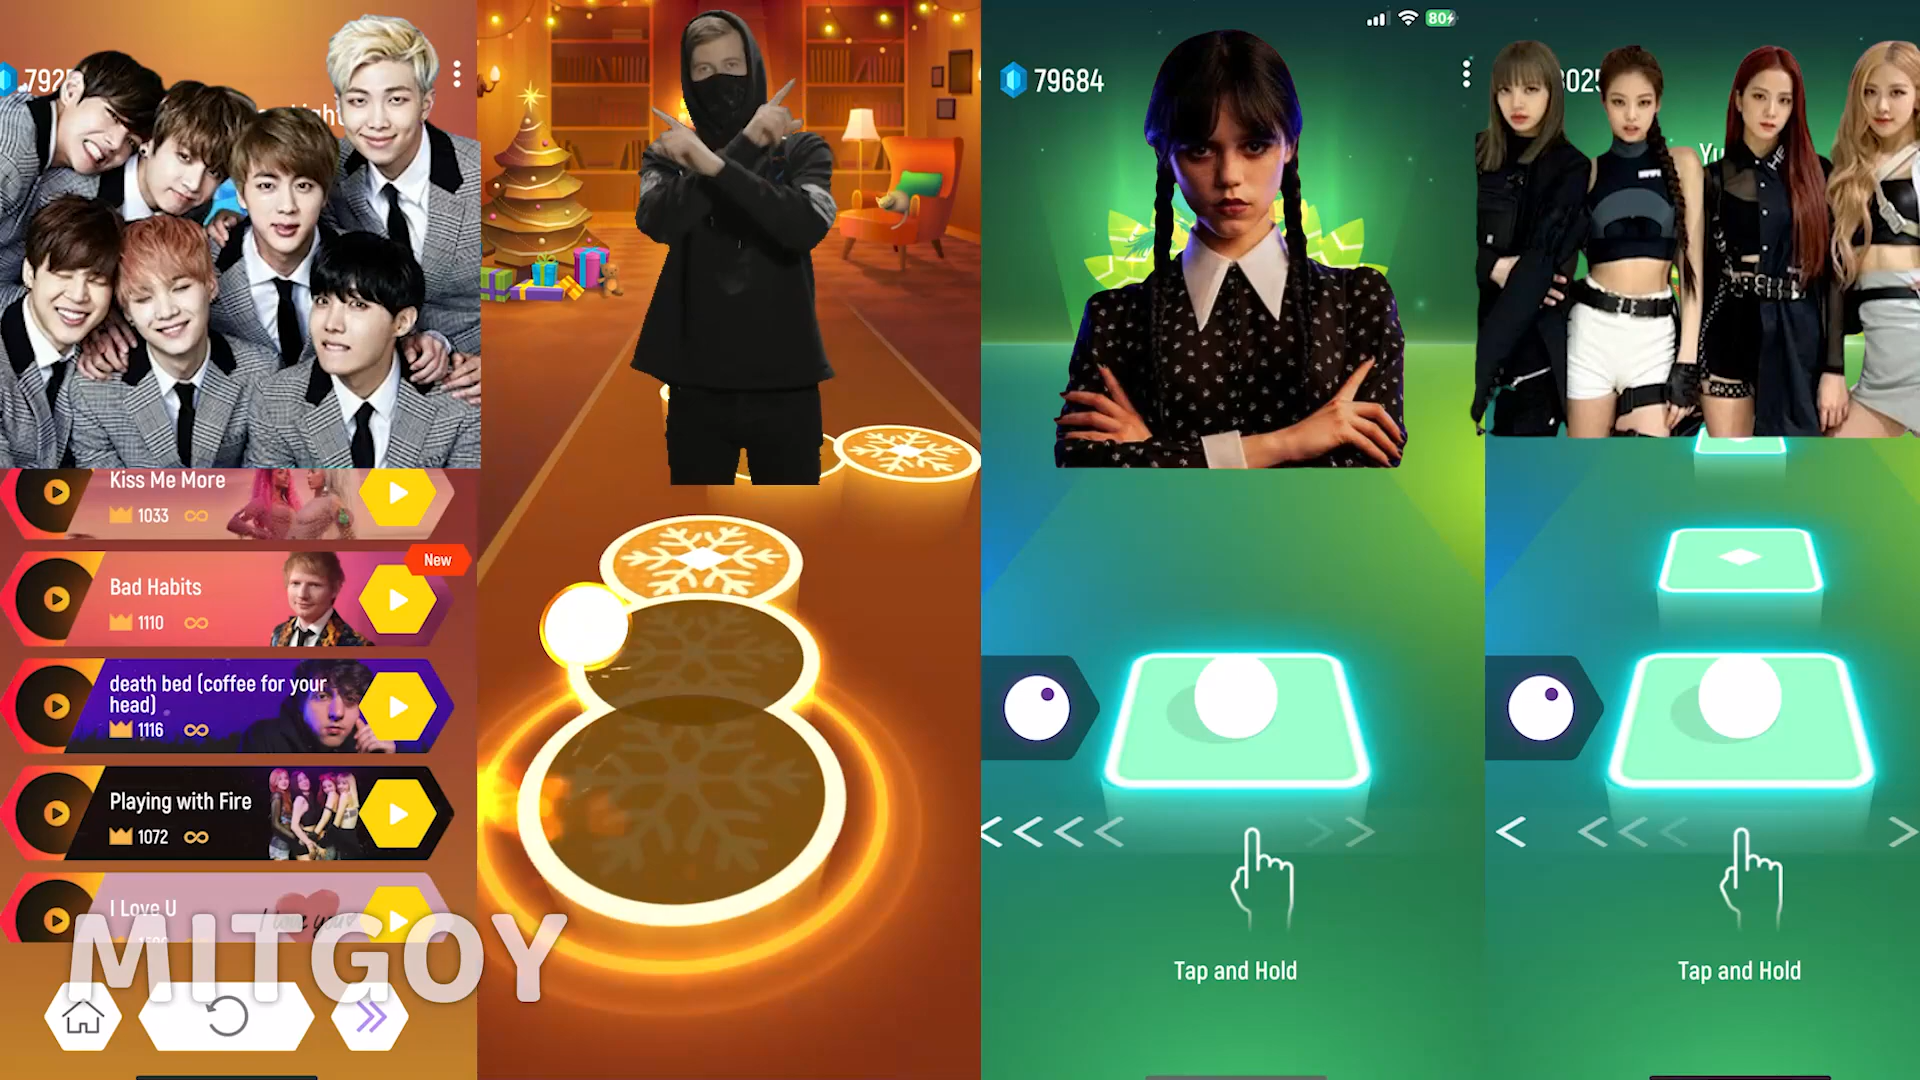 80
79684
Kiss Me More
1033
New
Bad Habits
1110
death bed (coffee for your
head)
1116
Playing with Fire
1072
I Love U
MITGOY
Tap and Hold
Tap and Hold